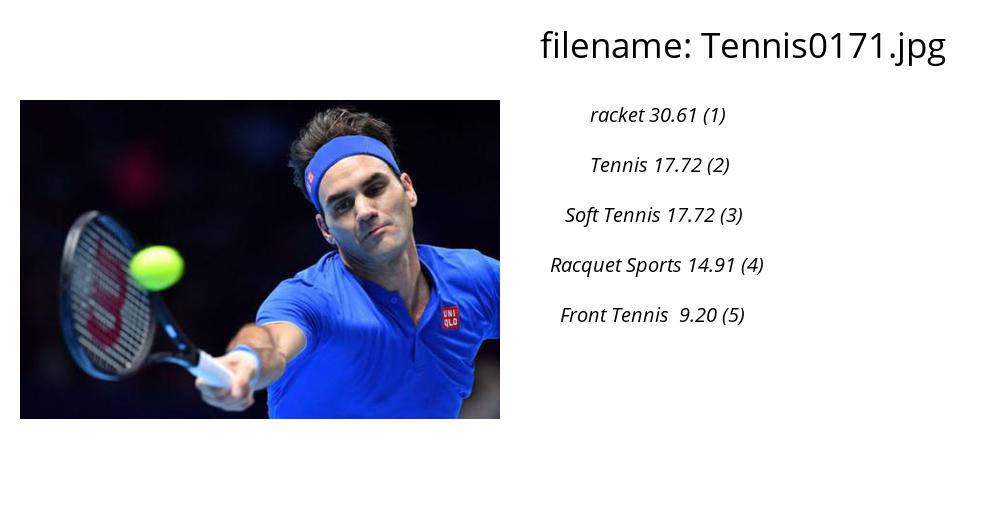 filename: Tennis0171.jpg
racket 30.61 (1)
Tennis 17.72 (2)
Soft Tennis 17.72 (3)
Racquet Sports 14.91 (4)
Front Tennis 9.20 (5)
UNI
QLO